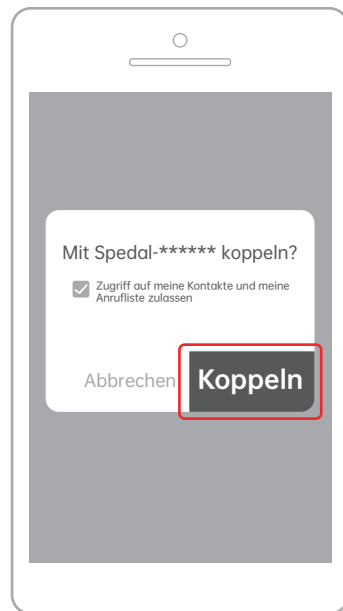 Mit Spedal-****** koppeln?
Zugriff auf meine Kontakte und meine
Anrufliste zulassen
Abbrechen Koppeln